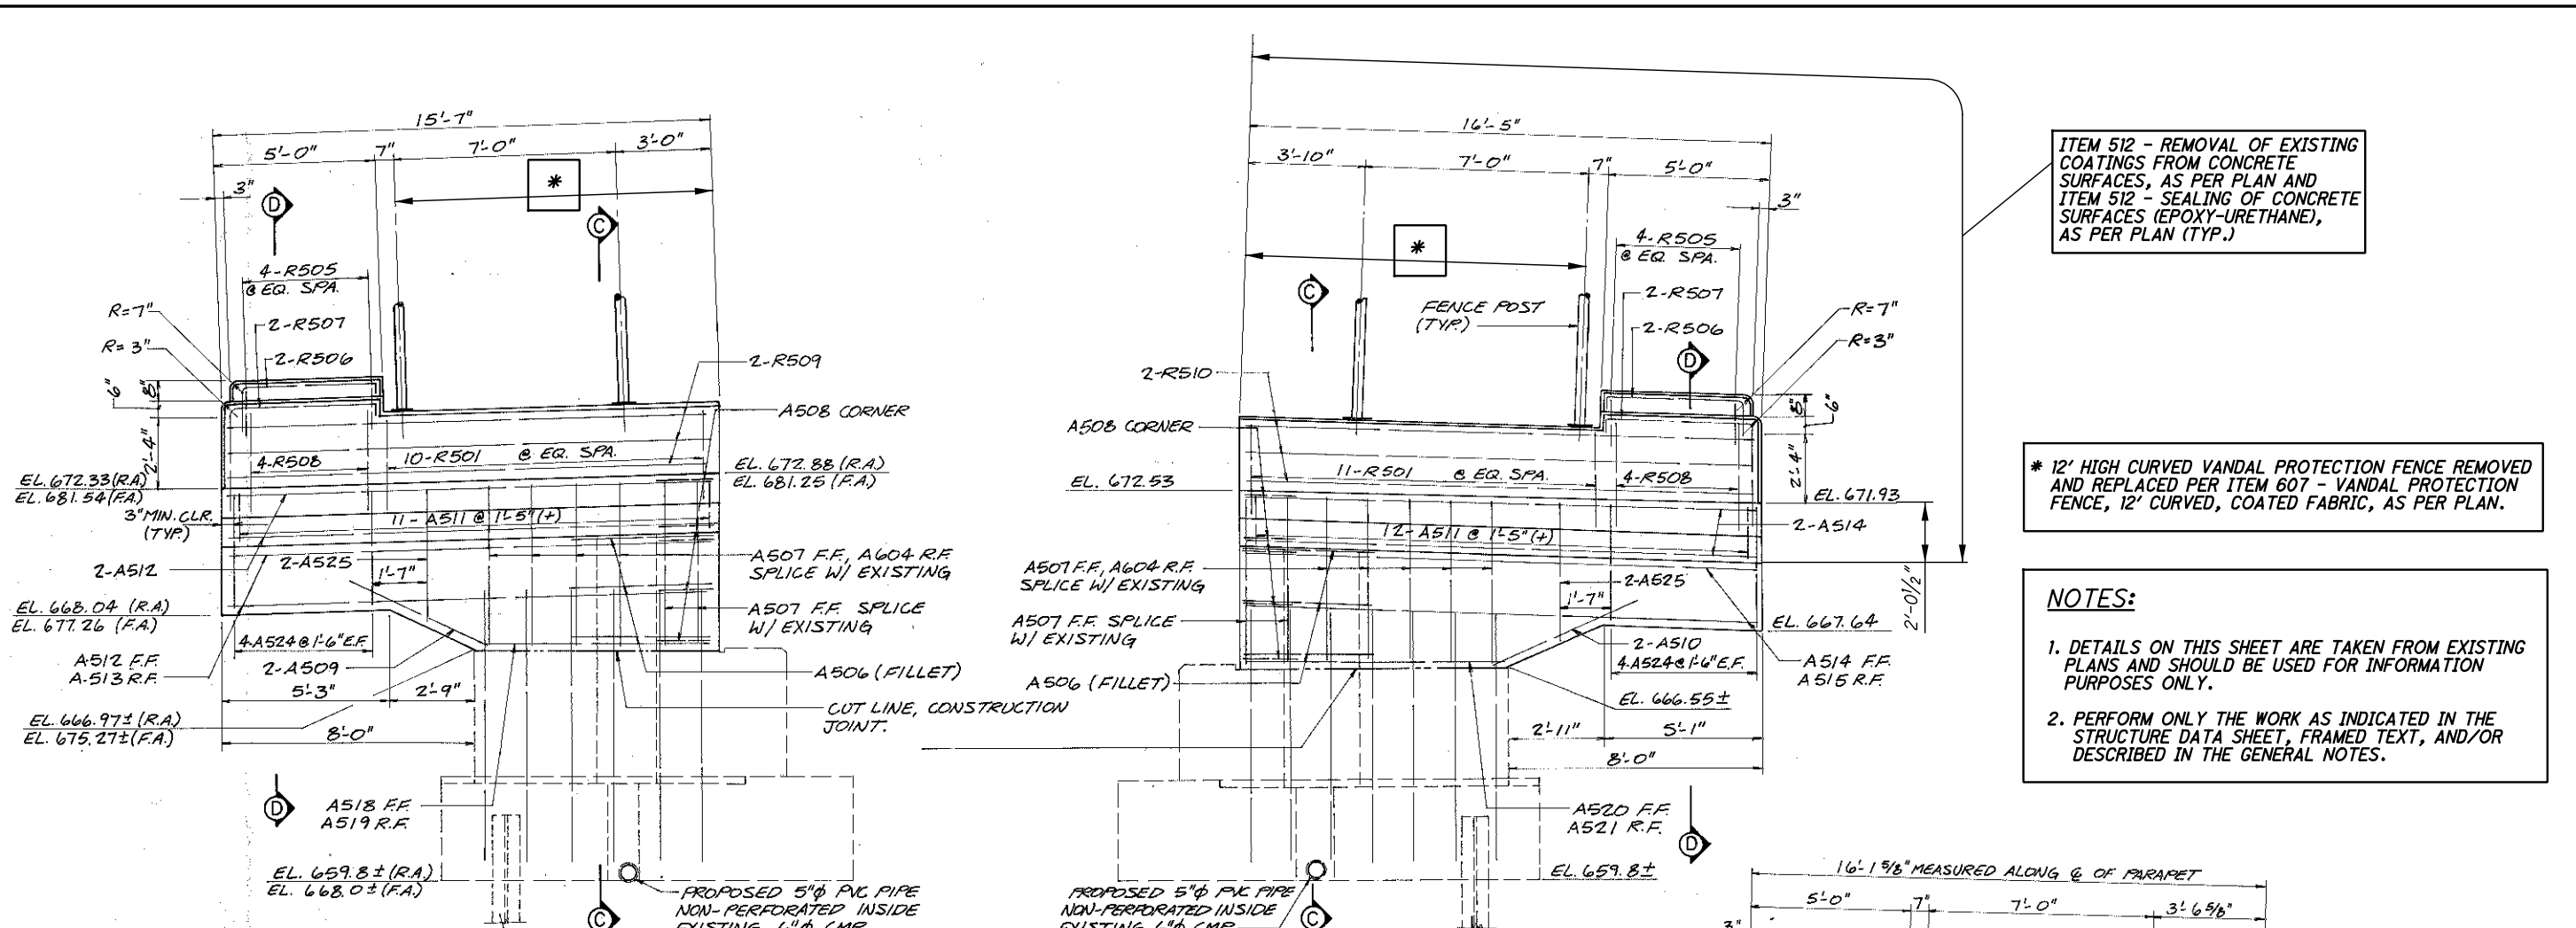 15'-7"
5'-0" 7" 7'-0" 3'-0"
3"
*
D
C
4-R505
@ EQ. SPA.
2-R507
2-R506
R=7"
R=3"
6"
8"
2'-4"
2-R509
A508 CORNER
4-R508
10-R501 @ EQ. SPA.
EL. 672.33 (R.A.)
EL. 681.54 (F.A.)
EL. 672.88 (R.A.)
EL. 681.25 (F.A.)
3" MIN. CLR.
(TYP.)
11-A511 @ 1'-5"(+)
2-A512
2-A525
1'-7"
A507 F.F., A604 R.F.
SPLICE W/ EXISTING
EL. 668.04 (R.A.)
EL. 677.26 (F.A.)
A507 F.F. SPLICE
W/ EXISTING
4-A524 @ 1'-6" E.F.
2-A509
A-512 F.F.
A-513 R.F.
5'-3" 2'-9"
A506 (FILLET)
EL. 666.97± (R.A.)
EL. 675.27± (F.A.)
8'-0"
CUT LINE, CONSTRUCTION
JOINT.
D
A518 F.F.
A519 R.F.
EL. 659.8± (R.A.)
EL. 668.0± (F.A.)
C
PROPOSED 5"φ PVC PIPE
NON-PERFORATED INSIDE
EXISTING 6"φ CMP
16'-5"
3'-10" 7'-0" 7" 5'-0"
3"
*
C
4-R505
@ EQ. SPA.
2-R507
2-R506
FENCE POST
(TYP.)
D
R=7"
R=3"
2-R510
A508 CORNER
8"
6"
2'-4"
11-R501 @ EQ. SPA.
4-R508
EL. 672.53
EL. 671.93
12-A511 @ 1'-5"(+)
2-A514
A507 F.F., A604 R.F.
SPLICE W/ EXISTING
2-A525
1'-7"
A507 F.F. SPLICE
W/ EXISTING
EL. 667.64
2'-0 1/2"
2-A510
4-A524 @ 1'-6" E.F.
A506 (FILLET)
A514 F.F.
A515 R.F.
EL. 666.55±
2'-11" 5'-1"
8'-0"
A520 F.F.
A521 R.F.
D
EL. 659.8±
PROPOSED 5"φ PVC PIPE
NON-PERFORATED INSIDE
EXISTING 6"φ CMP
C
ITEM 512 - REMOVAL OF EXISTING
COATINGS FROM CONCRETE
SURFACES, AS PER PLAN AND
ITEM 512 - SEALING OF CONCRETE
SURFACES (EPOXY-URETHANE),
AS PER PLAN (TYP.)
* 12' HIGH CURVED VANDAL PROTECTION FENCE REMOVED
AND REPLACED PER ITEM 607 - VANDAL PROTECTION
FENCE, 12' CURVED, COATED FABRIC, AS PER PLAN.
NOTES:
1. DETAILS ON THIS SHEET ARE TAKEN FROM EXISTING
PLANS AND SHOULD BE USED FOR INFORMATION
PURPOSES ONLY.
2. PERFORM ONLY THE WORK AS INDICATED IN THE
STRUCTURE DATA SHEET, FRAMED TEXT, AND/OR
DESCRIBED IN THE GENERAL NOTES.
16'-1 5/8" MEASURED ALONG ℄ OF PARAPET
5'-0" 7" 7'-0" 3'-6 5/8"
3"